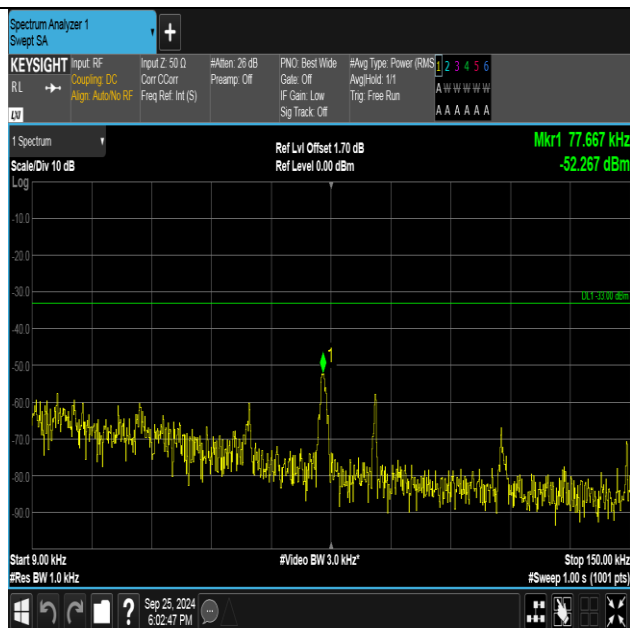 Spectrum Analyzer 1
Swept SA
+
KEYSIGHT
RL
LXI
Input: RF
Coupling: DC
Align: Auto/No RF
Input Z: 50 Ω
Corr CCorr
Freq Ref: Int (S)
#Atten: 26 dB
Preamp: Off
PNO: Best Wide
Gate: Off
IF Gain: Low
Sig Track: Off
#Avg Type: Power (RMS
Avg|Hold: 1/1
Trig: Free Run
1 2 3 4 5 6
A W W W W W
A A A A A A
1 Spectrum
Scale/Div 10 dB
Log
Ref Lvl Offset 1.70 dB
Ref Level 0.00 dBm
Mkr1 77.667 kHz
-52.267 dBm
-10.0
-20.0
-30.0
DL1 -33.00 dBm
-40.0
1
-50.0
-60.0
-70.0
-80.0
-90.0
Start 9.00 kHz
#Video BW 3.0 kHz*
Stop 150.00 kHz
#Res BW 1.0 kHz
#Sweep 1.00 s (1001 pts)
?
Sep 25, 2024
6:02:47 PM